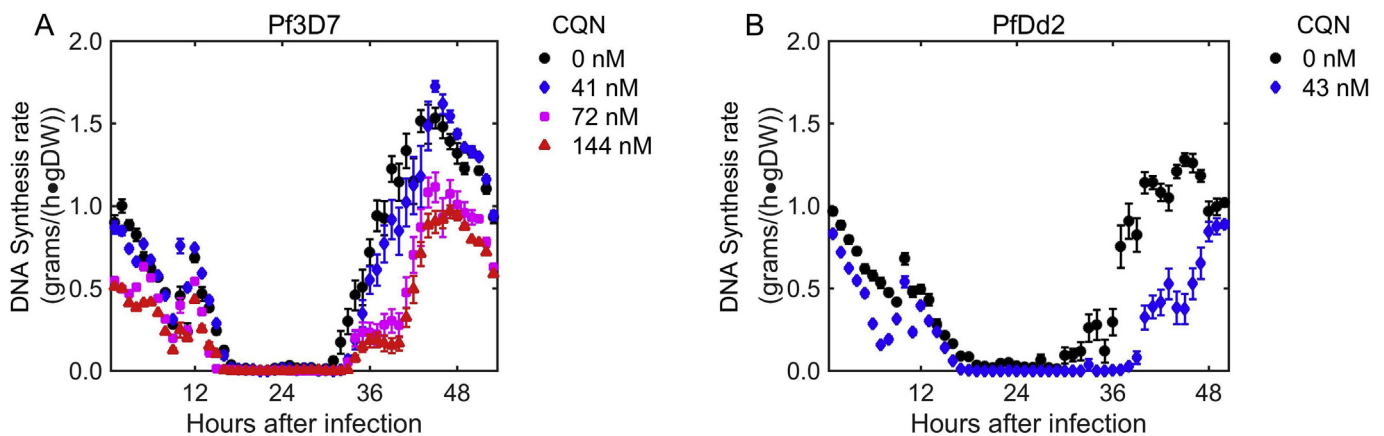 A
Pf3D7
CQN
0 nM
41 nM
72 nM
144 nM
DNA Synthesis rate
(grams/(h●gDW)
2.0
1.5
1.0
0.5
0.0
12
24
36
48
Hours after infection
B
PfDd2
CQN
0 nM
43 nM
DNA Synthesis rate
(grams/(h●gDW)
2.0
1.5
1.0
0.5
0.0
12
24
36
48
Hours after infection